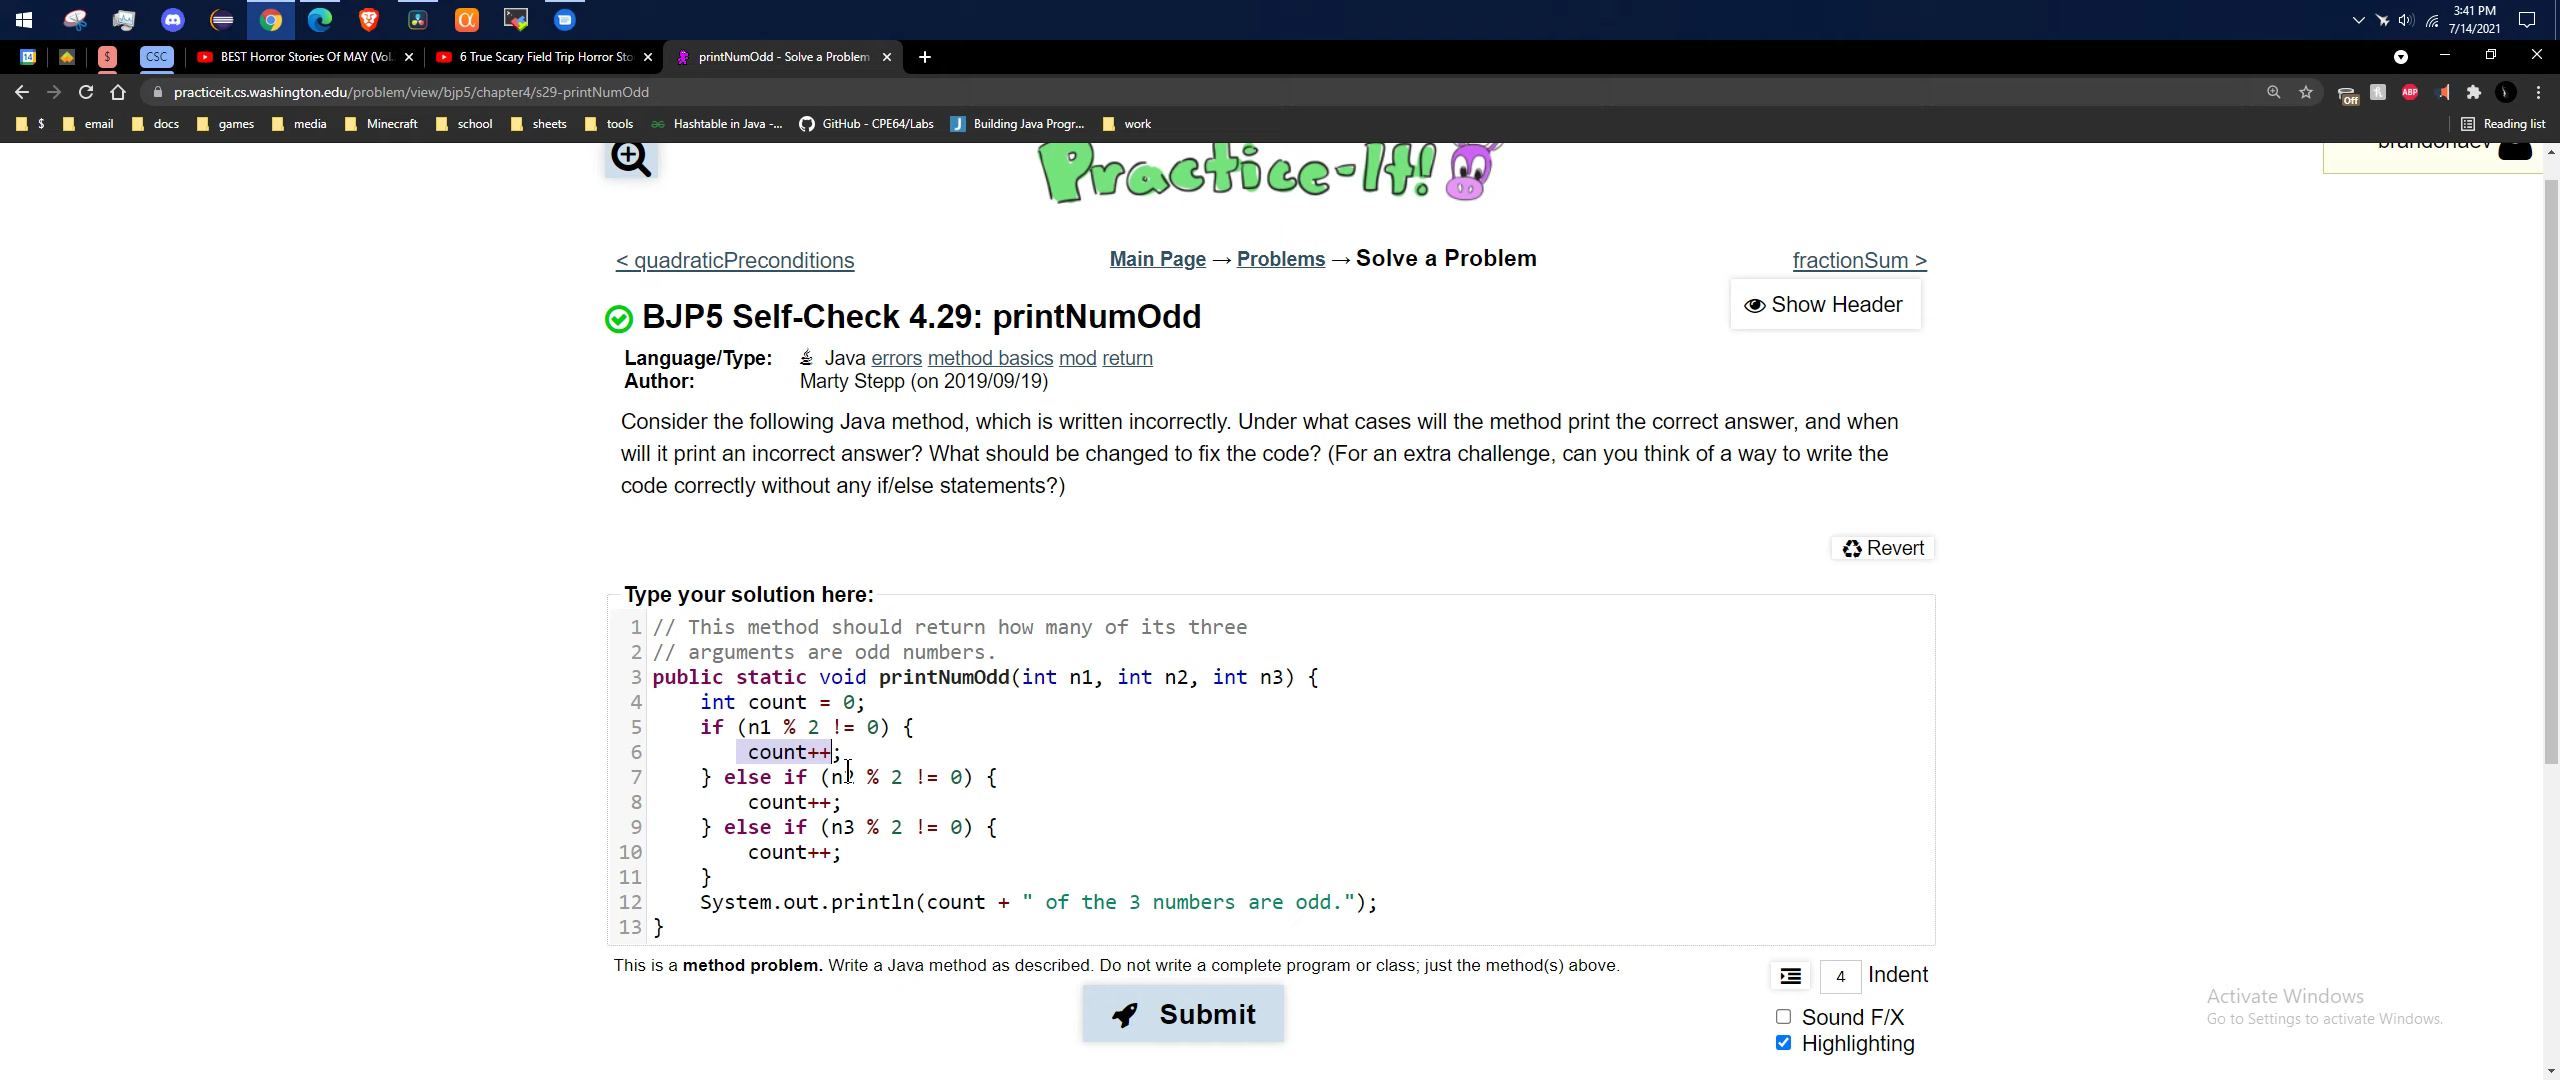 3:41 PM
7/14/2021
CSC
BEST Horror Stories Of MAY (Vol.
6 True Scary Field Trip Horror Sto
printNumOdd - Solve a Problem
practiceit.cs.washington.edu/problem/view/bjp5/chapter4/s29-printNumOdd
Off
ABP
$
email
docs
games
media
Minecraft
school
sheets
tools
Hashtable in Java -...
GitHub - CPE64/Labs
Building Java Progr...
work
Reading list
Practice-It!
< quadraticPreconditions
Main Page → Problems → Solve a Problem
fractionSum >
Show Header
BJP5 Self-Check 4.29: printNumOdd
Language/Type: Java errors method basics mod return
Author: Marty Stepp (on 2019/09/19)
Consider the following Java method, which is written incorrectly. Under what cases will the method print the correct answer, and when
will it print an incorrect answer? What should be changed to fix the code? (For an extra challenge, can you think of a way to write the
code correctly without any if/else statements?)
Revert
Type your solution here:
1 // This method should return how many of its three
2 // arguments are odd numbers.
3 public static void printNumOdd(int n1, int n2, int n3) {
4 int count = 0;
5 if (n1 % 2 != 0) {
6 count++;
7 } else if (n2 % 2 != 0) {
8 count++;
9 } else if (n3 % 2 != 0) {
10 count++;
11 }
12 System.out.println(count + " of the 3 numbers are odd.");
13 }
This is a method problem. Write a Java method as described. Do not write a complete program or class; just the method(s) above.
4 Indent
Submit
Sound F/X
Highlighting
Activate Windows
Go to Settings to activate Windows.